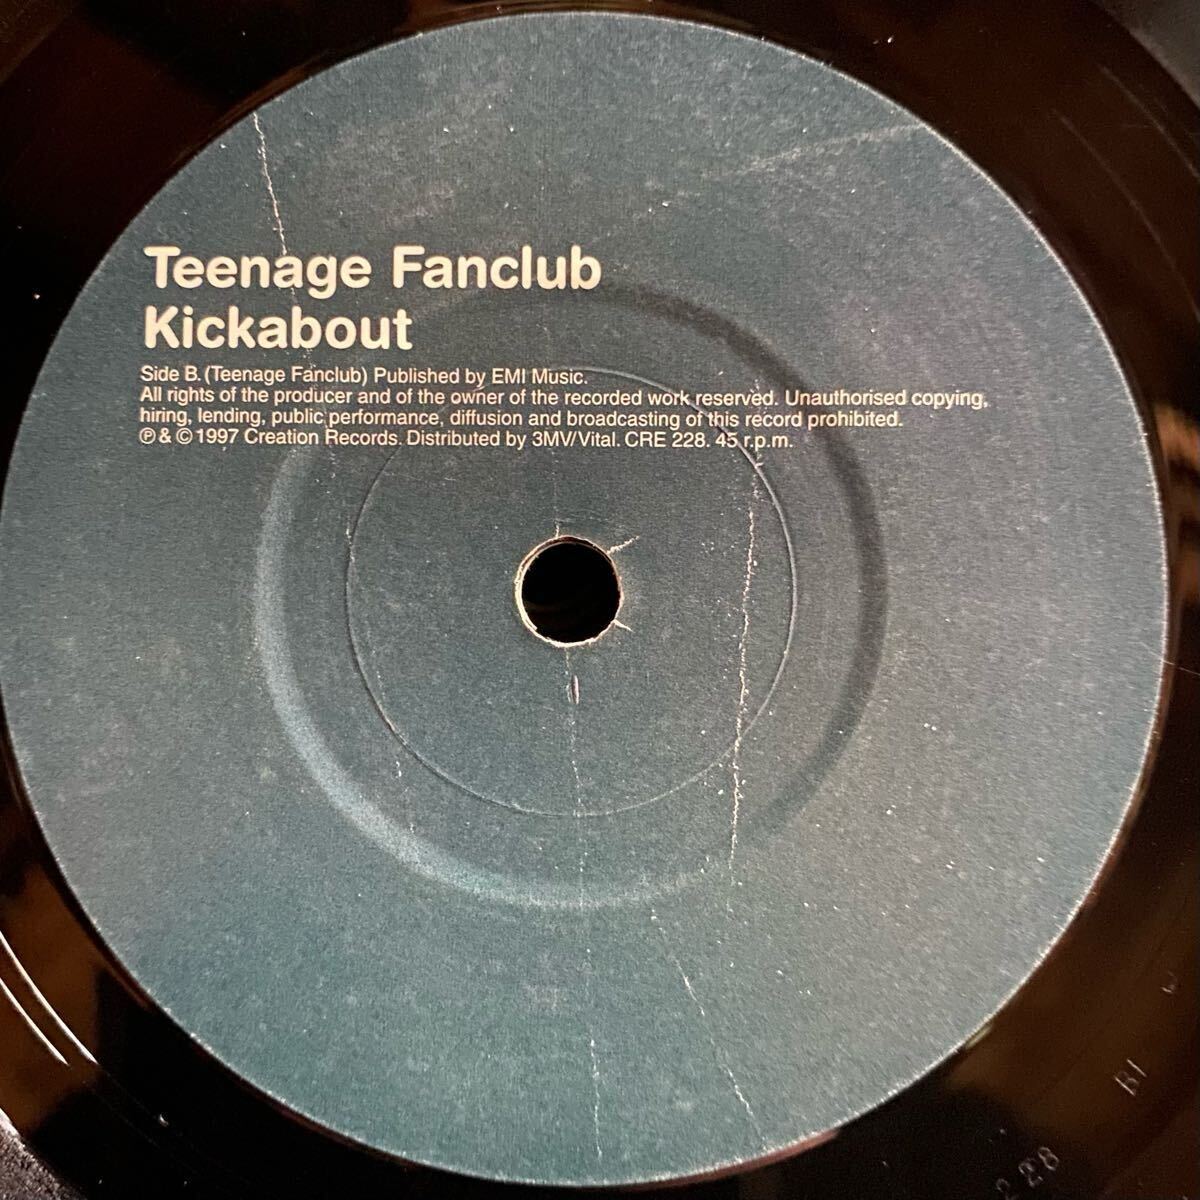 Teenage Fanclub
Kickabout
Side B. (Teenage Fanclub) Published by EMI Music.
All rights of the producer and of the owner of the recorded work reserved. Unauthorised copying,
hiring, lending, public performance, diffusion and broadcasting of this record prohibited.
℗ & © 1997 Creation Records. Distributed by 3MV/Vital. CRE 228. 45 r.p.m.
B1
28